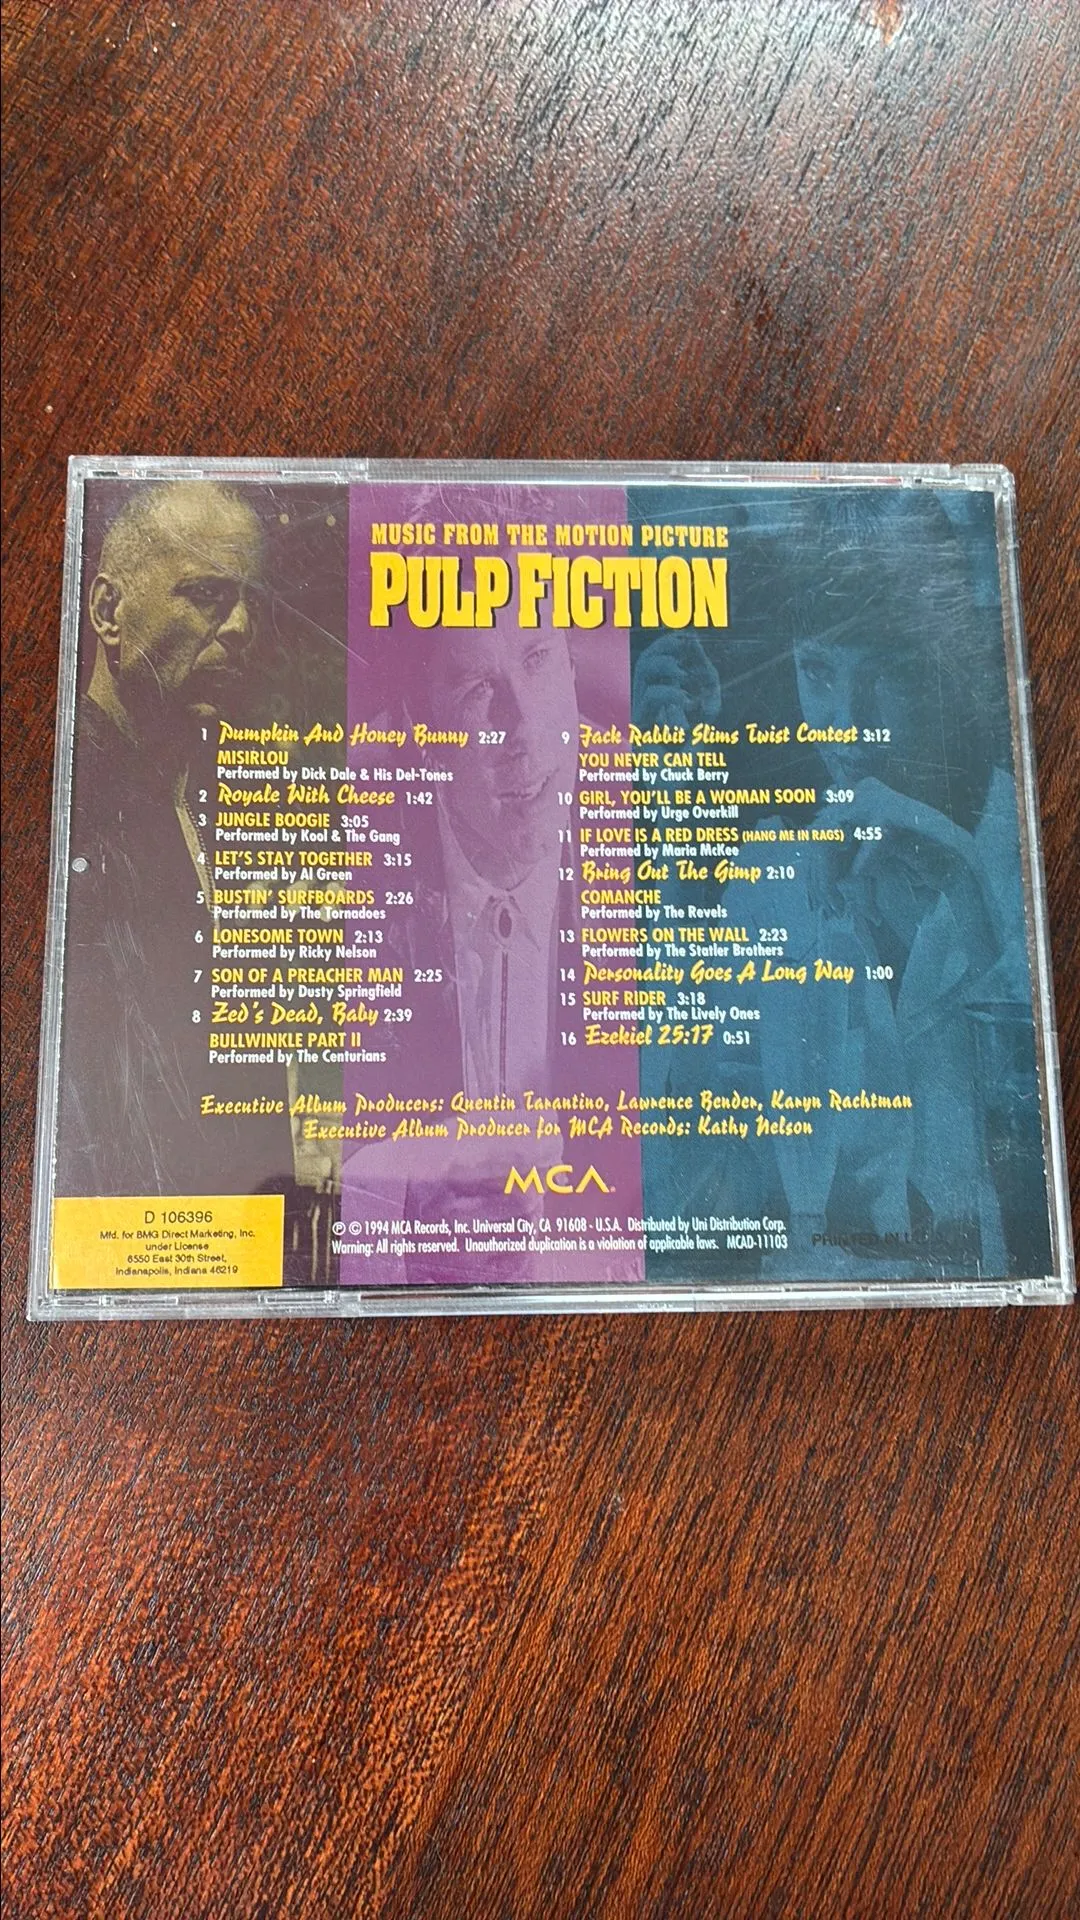 MUSIC FROM THE MOTION PICTURE
PULP FICTION
1 Pumpkin And Honey Bunny 2:27
MISIRLOU
Performed by Dick Dale & His Del-Tones
2 Royale With Cheese 1:42
3 JUNGLE BOOGIE 3:05
Performed by Kool & The Gang
4 LET'S STAY TOGETHER 3:15
Performed by Al Green
5 BUSTIN' SURFBOARDS 2:26
Performed by The Tornadoes
6 LONESOME TOWN 2:13
Performed by Ricky Nelson
7 SON OF A PREACHER MAN 2:25
Performed by Dusty Springfield
8 Zed's Dead, Baby 2:39
BULLWINKLE PART II
Performed by The Centurians
9 Jack Rabbit Slims Twist Contest 3:12
YOU NEVER CAN TELL
Performed by Chuck Berry
10 GIRL, YOU'LL BE A WOMAN SOON 3:09
Performed by Urge Overkill
11 IF LOVE IS A RED DRESS (HANG ME IN RAGS) 4:55
Performed by Maria McKee
12 Bring Out The Gimp 2:10
COMANCHE
Performed by The Revels
13 FLOWERS ON THE WALL 2:23
Performed by The Statler Brothers
14 Personality Goes A Long Way 1:00
15 SURF RIDER 3:18
Performed by The Lively Ones
16 Ezekiel 25:17 0:51
Executive Album Producers: Quentin Tarantino, Lawrence Bender, Karyn Rachtman
Executive Album Producer for MCA Records: Kathy Nelson
MCA®
D 106396
Mfd. for BMG Direct Marketing, Inc.
under License
6550 East 30th Street,
Indianapolis, Indiana 46219
℗ © 1994 MCA Records, Inc. Universal City, CA 91608 - U.S.A. Distributed by Uni Distribution Corp.
Warning: All rights reserved. Unauthorized duplication is a violation of applicable laws. MCAD-11103
PRINTED IN